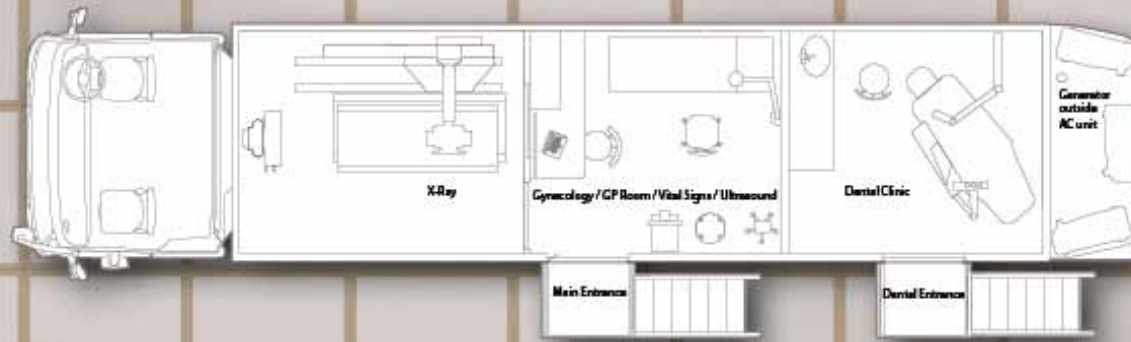 Generator
outside
AC unit
X-Ray
Gynecology / GP Room / Vital Signs / Ultrasound
Dental Clinic
Main Entrance
Dental Entrance